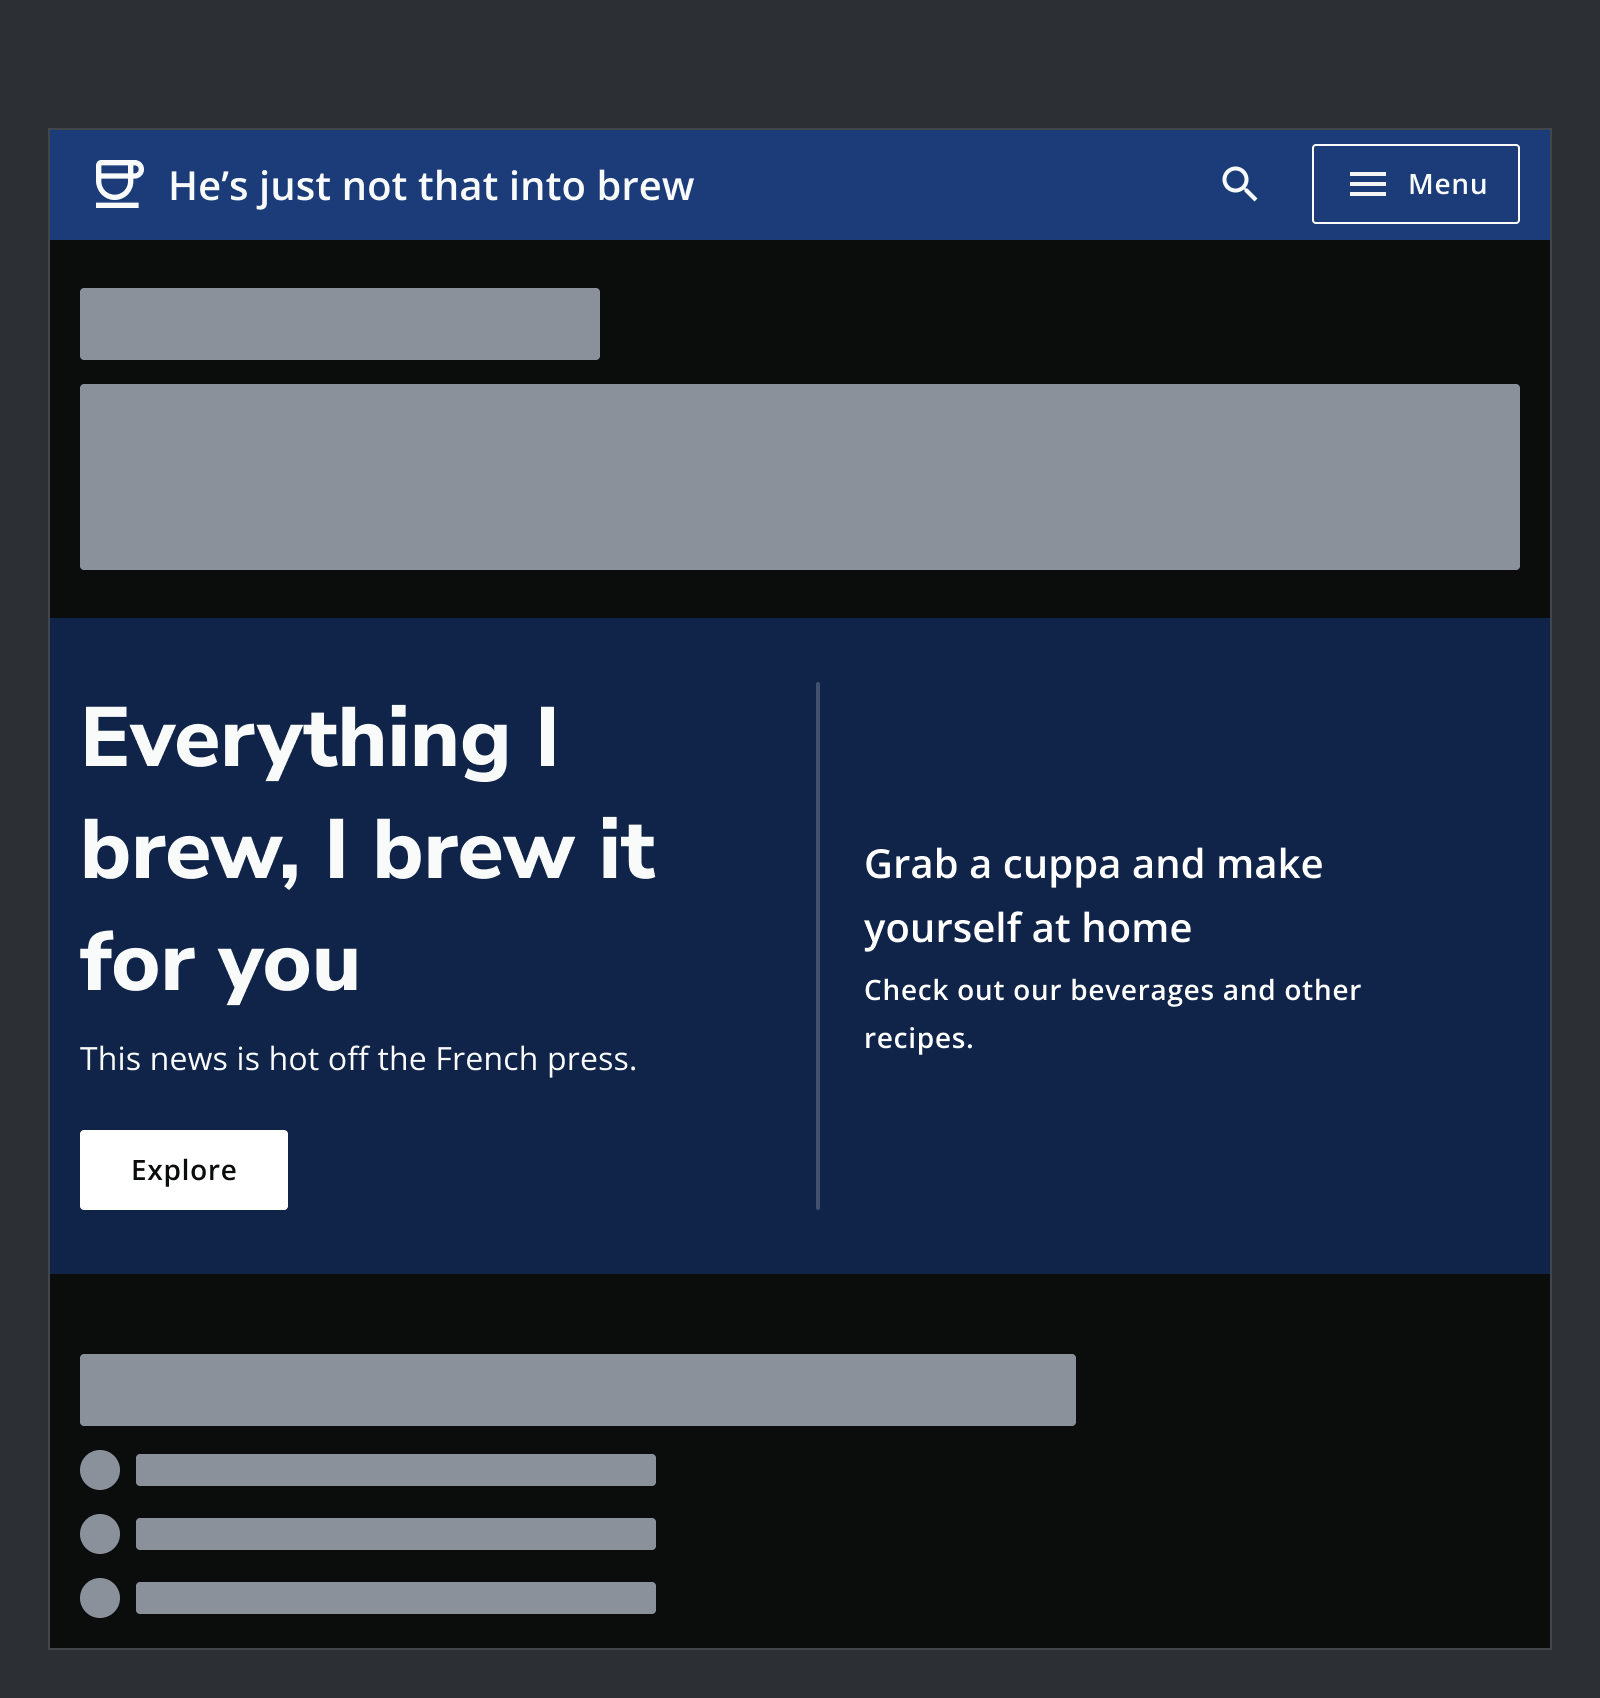 He’s just not that into brew
Menu
Everything I
brew, I brew it
for you
This news is hot off the French press.
Explore
Grab a cuppa and make
yourself at home
Check out our beverages and other
recipes.